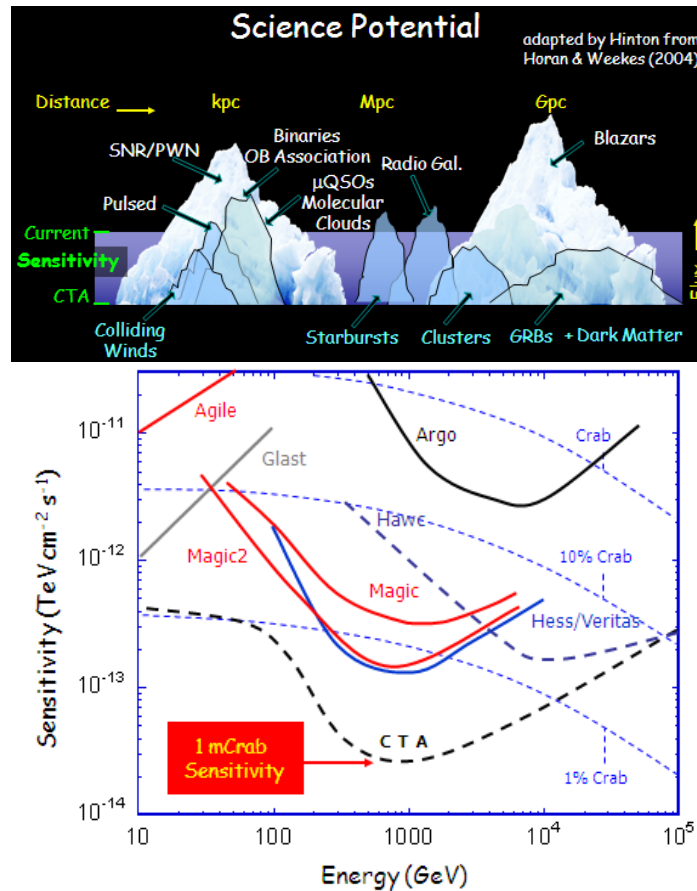 Science Potential
adapted by Hinton from
Horan & Weekes (2004)
Distance
kpc
Mpc
Gpc
Binaries
OB Association
SNR/PWN
Radio Gal.
Blazars
μQSOs
Molecular
Clouds
Pulsed
Current
Sensitivity
CTA
Colliding
Winds
Starbursts
Clusters
GRBs + Dark Matter
Sensitivity (TeV cm⁻² s⁻¹)
10⁻¹¹
10⁻¹²
10⁻¹³
10⁻¹⁴
Agile
Argo
Crab
Glast
Hawc
Magic2
Magic
10% Crab
Hess/Veritas
C T A
1 mCrab
Sensitivity
1% Crab
10
100
1000
10⁴
10⁵
Energy (GeV)